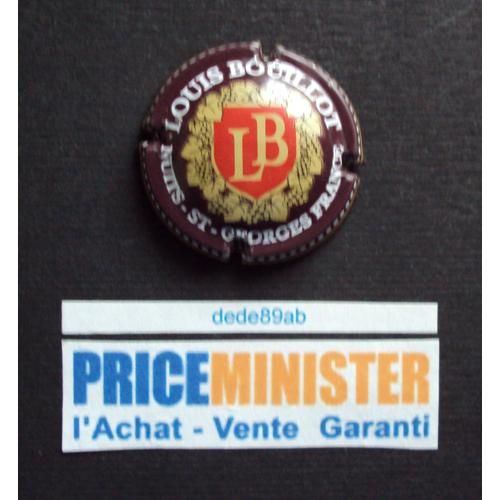 LOUIS BOUILLOT
LB
NUITS - ST - GEORGES FRANCE
dede89ab
PRICEMINISTER
l'Achat - Vente Garanti